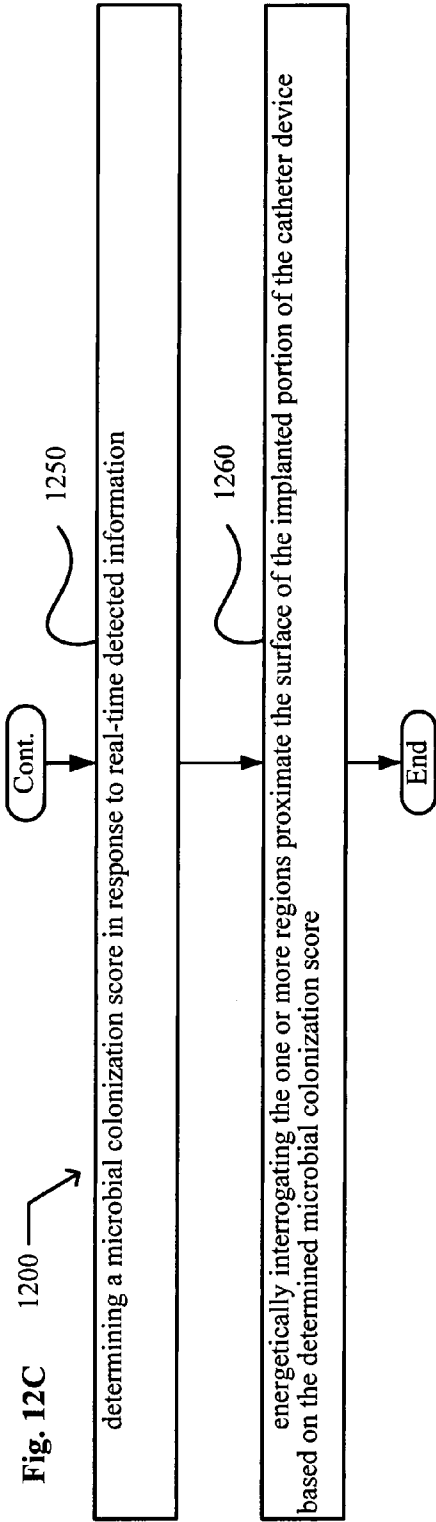 Fig. 12C
1200
Cont.
1250
determining a microbial colonization score in response to real-time detected information
1260
energetically interrogating the one or more regions proximate the surface of the implanted portion of the catheter device
based on the determined microbial colonization score
End